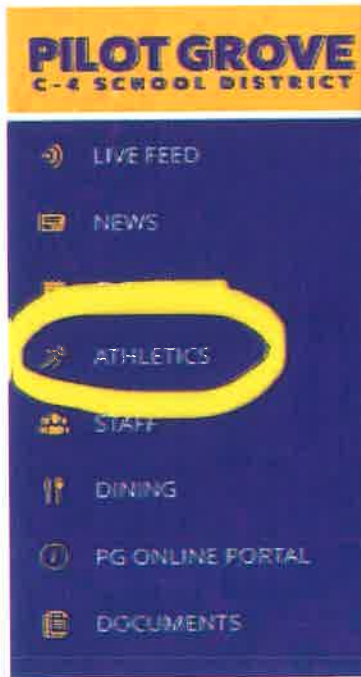 PILOT GROVE
C-4 SCHOOL DISTRICT
LIVE FEED
NEWS
ATHLETICS
STAFF
DINING
PG ONLINE PORTAL
DOCUMENTS